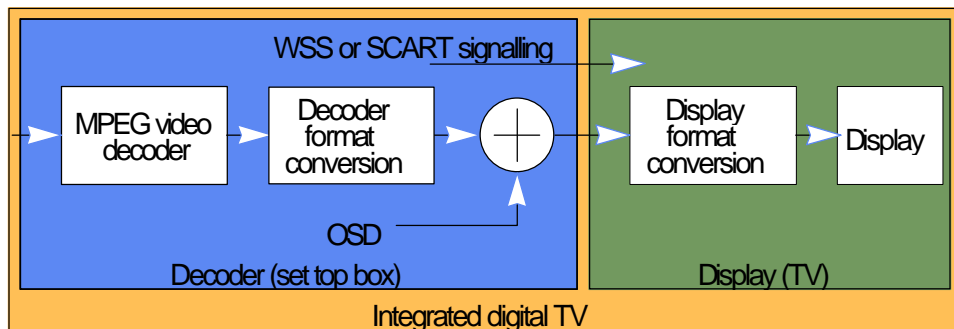 WSS or SCART signalling
MPEG video
decoder
Decoder
format
conversion
Display
format
conversion
Display
OSD
Decoder (set top box)
Display (TV)
Integrated digital TV